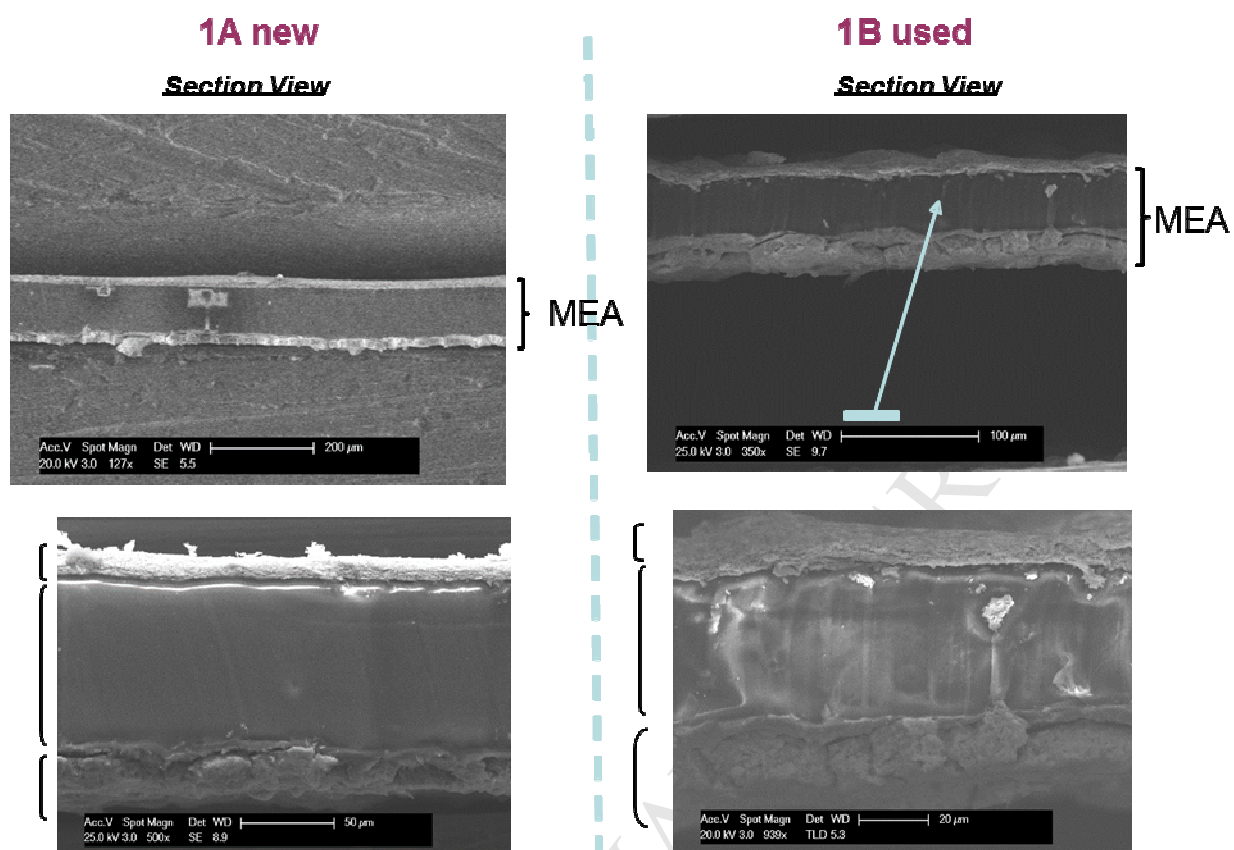 1A new
1B used
Section View
Section View
MEA
MEA
Acc.V Spot Magn Det WD 200 µm
20.0 kV 3.0 127x SE 5.5
Acc.V Spot Magn Det WD 100 µm
25.0 kV 3.0 350x SE 9.7
Acc.V Spot Magn Det WD 50 µm
25.0 kV 3.0 500x SE 8.9
Acc.V Spot Magn Det WD 20 µm
20.0 kV 3.0 939x TLD 5.3